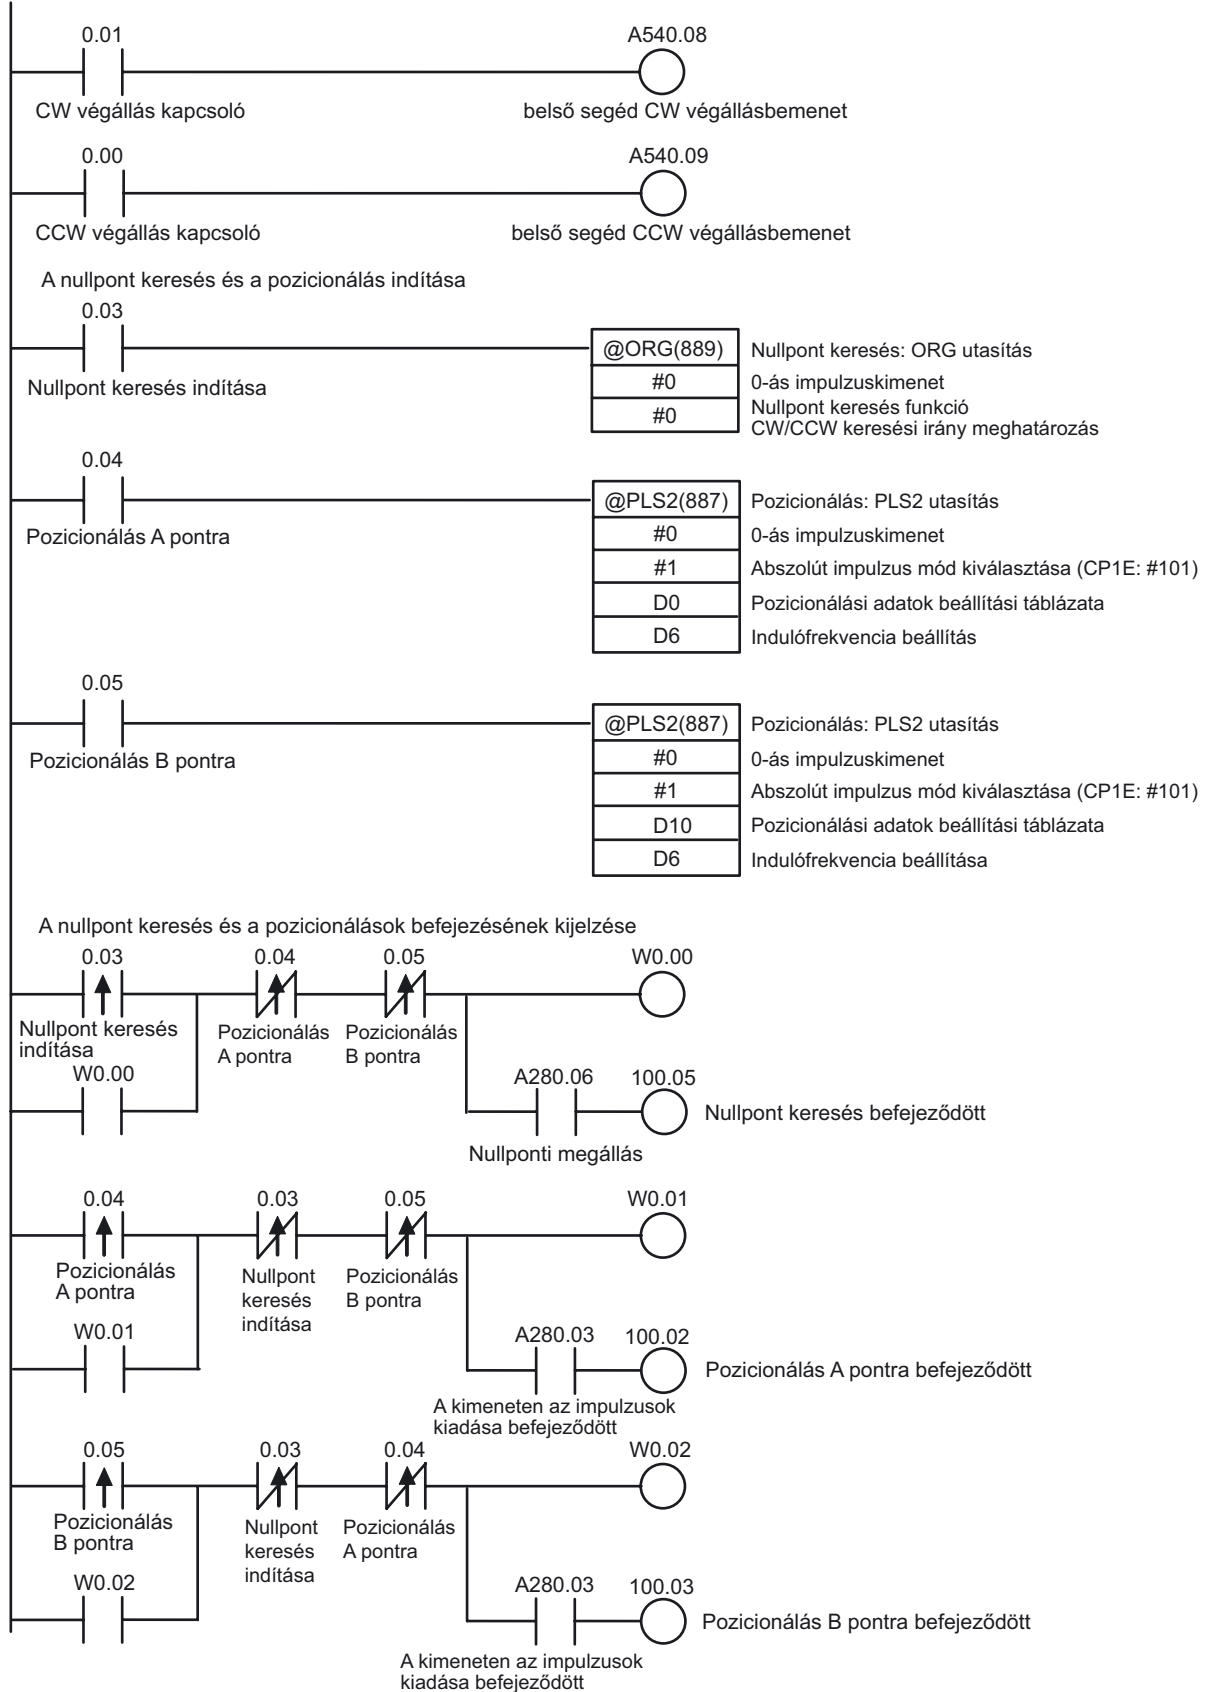 0.01 A540.08
CW végállás kapcsoló belső segéd CW végállásbemenet
0.00 A540.09
CCW végállás kapcsoló belső segéd CCW végállásbemenet
A nullpont keresés és a pozicionálás indítása
0.03
@ORG(889) Nullpont keresés: ORG utasítás
Nullpont keresés indítása #0 0-ás impulzuskimenet
#0 Nullpont keresés funkció
CW/CCW keresési irány meghatározás
0.04
@PLS2(887) Pozicionálás: PLS2 utasítás
Pozicionálás A pontra #0 0-ás impulzuskimenet
#1 Abszolút impulzus mód kiválasztása (CP1E: #101)
D0 Pozicionálási adatok beállítási táblázata
D6 Indulófrekvencia beállítás
0.05
@PLS2(887) Pozicionálás: PLS2 utasítás
Pozicionálás B pontra #0 0-ás impulzuskimenet
#1 Abszolút impulzus mód kiválasztása (CP1E: #101)
D10 Pozicionálási adatok beállítási táblázata
D6 Indulófrekvencia beállítása
A nullpont keresés és a pozicionálások befejezésének kijelzése
0.03 0.04 0.05 W0.00
Nullpont keresés Pozicionálás Pozicionálás
indítása A pontra B pontra
W0.00 A280.06 100.05
Nullpont keresés befejeződött
Nullponti megállás
0.04 0.03 0.05 W0.01
Pozicionálás Nullpont Pozicionálás
A pontra keresés B pontra
indítása
W0.01 A280.03 100.02
Pozicionálás A pontra befejeződött
A kimeneten az impulzusok
kiadása befejeződött
0.05 0.03 0.04 W0.02
Pozicionálás Nullpont Pozicionálás
B pontra keresés A pontra
indítása
W0.02 A280.03 100.03
Pozicionálás B pontra befejeződött
A kimeneten az impulzusok
kiadása befejeződött